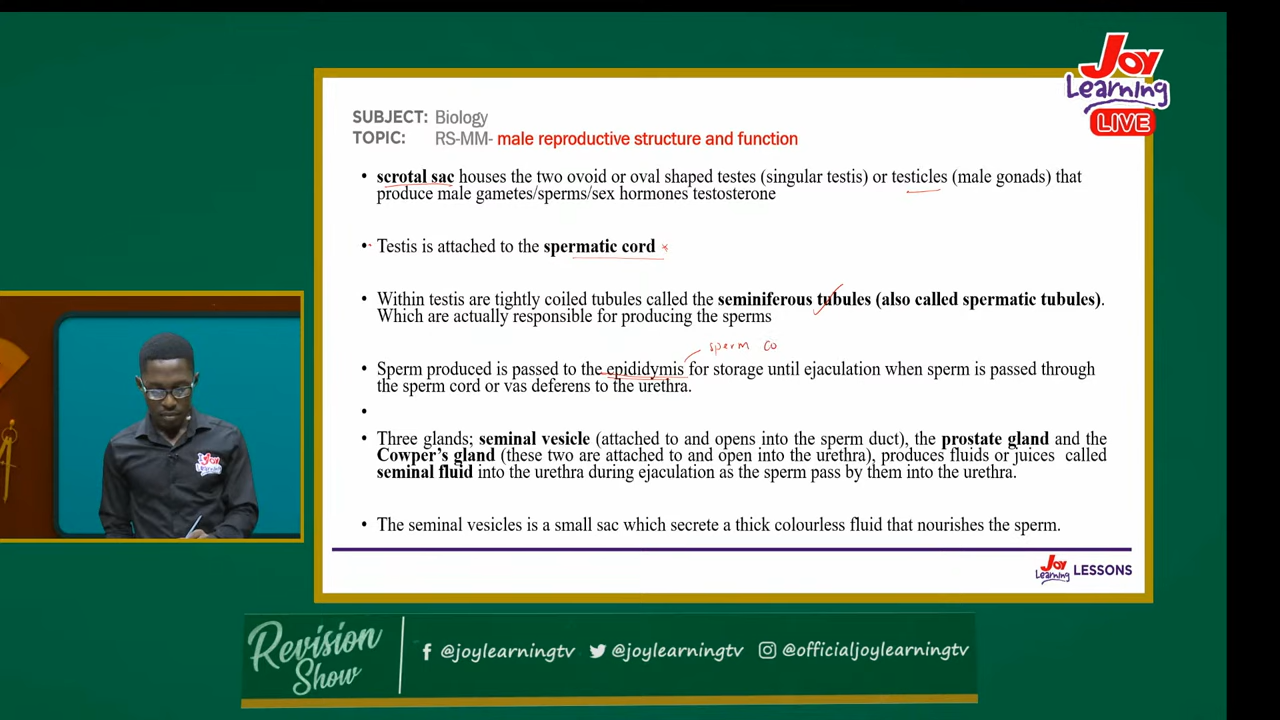 Joy
Learning
LIVE
SUBJECT: Biology
TOPIC: RS-MM- male reproductive structure and function
• scrotal sac houses the two ovoid or oval shaped testes (singular testis) or testicles (male gonads) that
produce male gametes/sperms/sex hormones testosterone
• Testis is attached to the spermatic cord
• Within testis are tightly coiled tubules called the seminiferous tubules (also called spermatic tubules).
Which are actually responsible for producing the sperms
sperm co
• Sperm produced is passed to the epididymis for storage until ejaculation when sperm is passed through
the sperm cord or vas deferens to the urethra.
•
• Three glands; seminal vesicle (attached to and opens into the sperm duct), the prostate gland and the
Cowper's gland (these two are attached to and open into the urethra), produces fluids or juices called
seminal fluid into the urethra during ejaculation as the sperm pass by them into the urethra.
• The seminal vesicles is a small sac which secrete a thick colourless fluid that nourishes the sperm.
Joy
Learning LESSONS
Revision
Show
@joylearningtv @joylearningtv @officialjoylearningtv